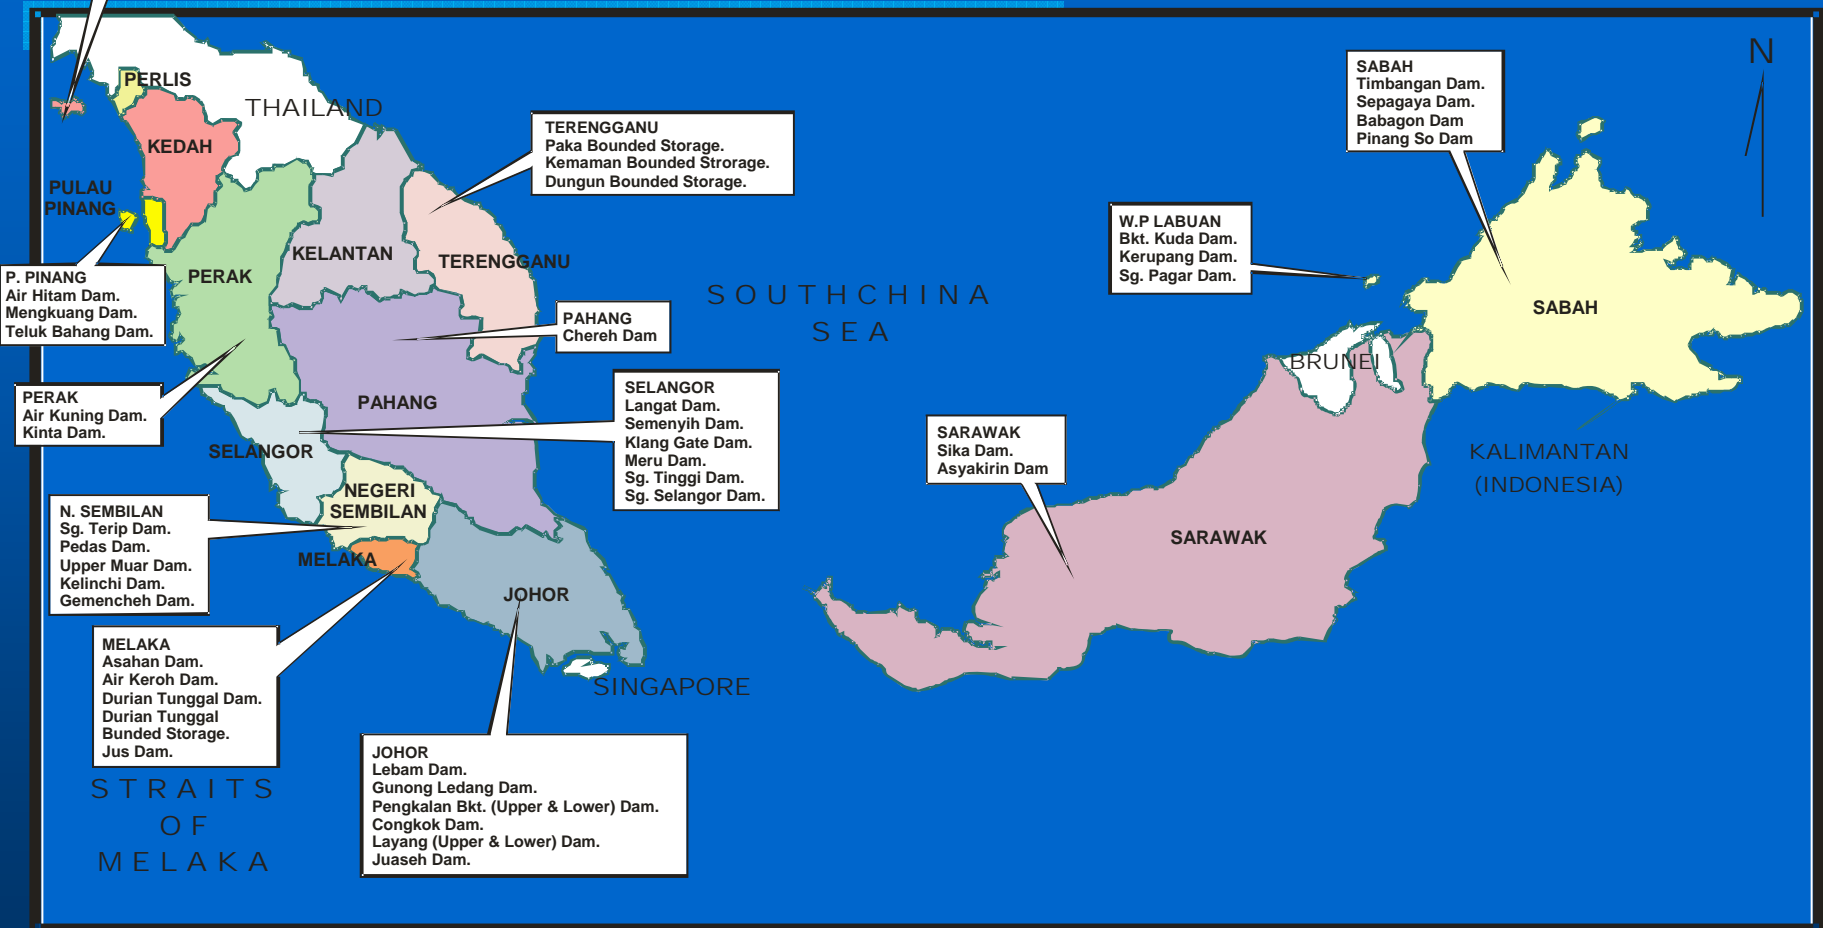 PERLIS
THAILAND
KEDAH
PULAU
PINANG
P. PINANG
Air Hitam Dam.
Mengkuang Dam.
Teluk Bahang Dam.
PERAK
KELANTAN
TERENGGANU
TERENGGANU
Paka Bounded Storage.
Kemaman Bounded Strorage.
Dungun Bounded Storage.
PAHANG
Chereh Dam
PERAK
Air Kuning Dam.
Kinta Dam.
PAHANG
SELANGOR
Langat Dam.
Semenyih Dam.
Klang Gate Dam.
Meru Dam.
Sg. Tinggi Dam.
Sg. Selangor Dam.
SELANGOR
NEGERI
SEMBILAN
N. SEMBILAN
Sg. Terip Dam.
Pedas Dam.
Upper Muar Dam.
Kelinchi Dam.
Gemencheh Dam.
MELAKA
JOHOR
MELAKA
Asahan Dam.
Air Keroh Dam.
Durian Tunggal Dam.
Durian Tunggal
Bunded Storage.
Jus Dam.
SINGAPORE
JOHOR
Lebam Dam.
Gunong Ledang Dam.
Pengkalan Bkt. (Upper & Lower) Dam.
Congkok Dam.
Layang (Upper & Lower) Dam.
Juaseh Dam.
STRAITS
OF
MELAKA
SOUTHCHINA
SEA
SABAH
Timbangan Dam.
Sepagaya Dam.
Babagon Dam
Pinang So Dam
N
W.P LABUAN
Bkt. Kuda Dam.
Kerupang Dam.
Sg. Pagar Dam.
SABAH
BRUNEI
SARAWAK
Sika Dam.
Asyakirin Dam
KALIMANTAN
(INDONESIA)
SARAWAK